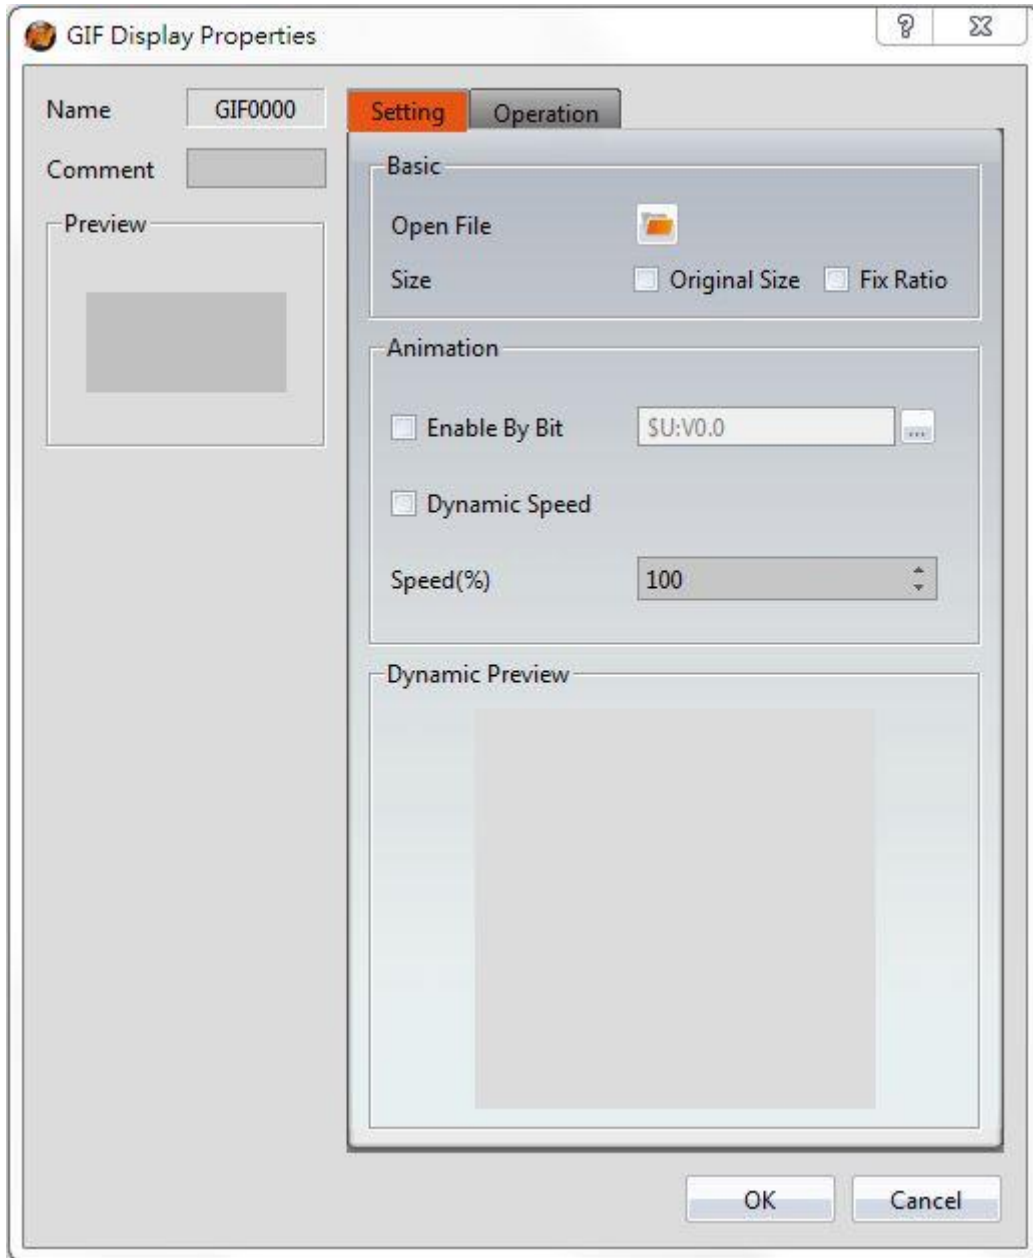 GIF Display Properties
Name GIF0000
Comment
Preview
Setting Operation
Basic
Open File
Size Original Size Fix Ratio
Animation
Enable By Bit $U:V0.0 ...
Dynamic Speed
Speed(%) 100
Dynamic Preview
OK Cancel